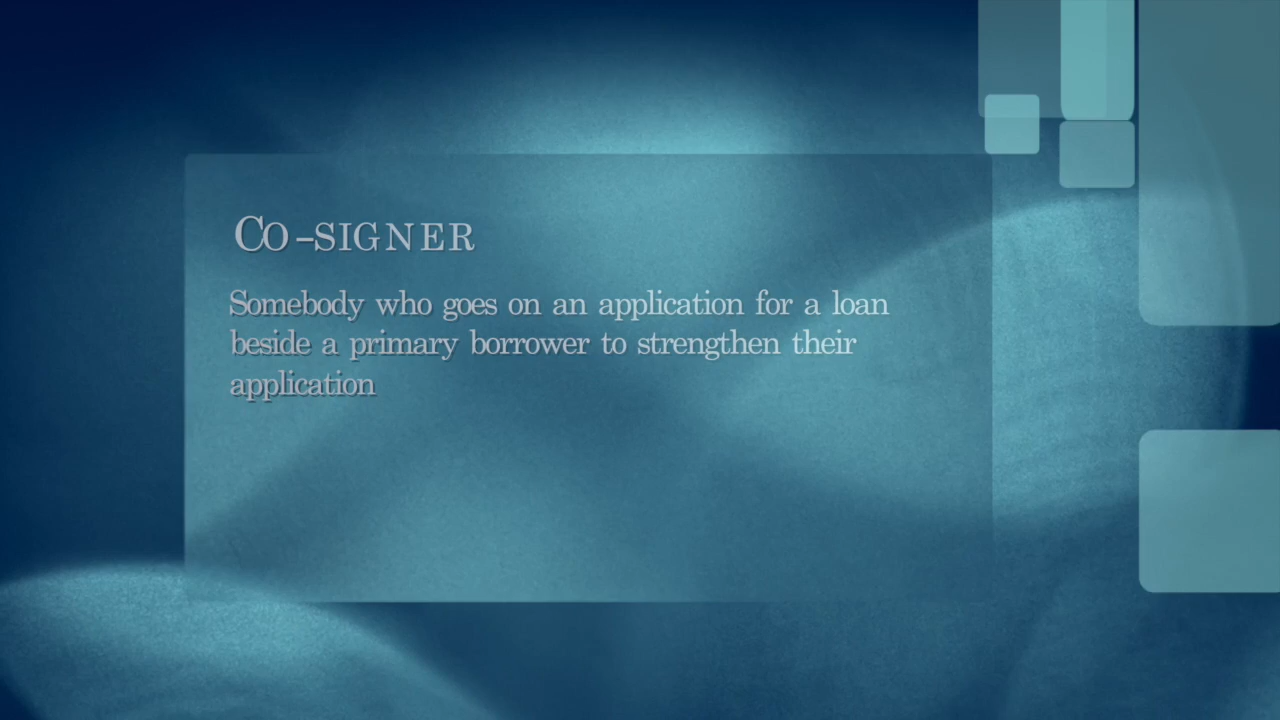 Co-signer
Somebody who goes on an application for a loan
beside a primary borrower to strengthen their
application